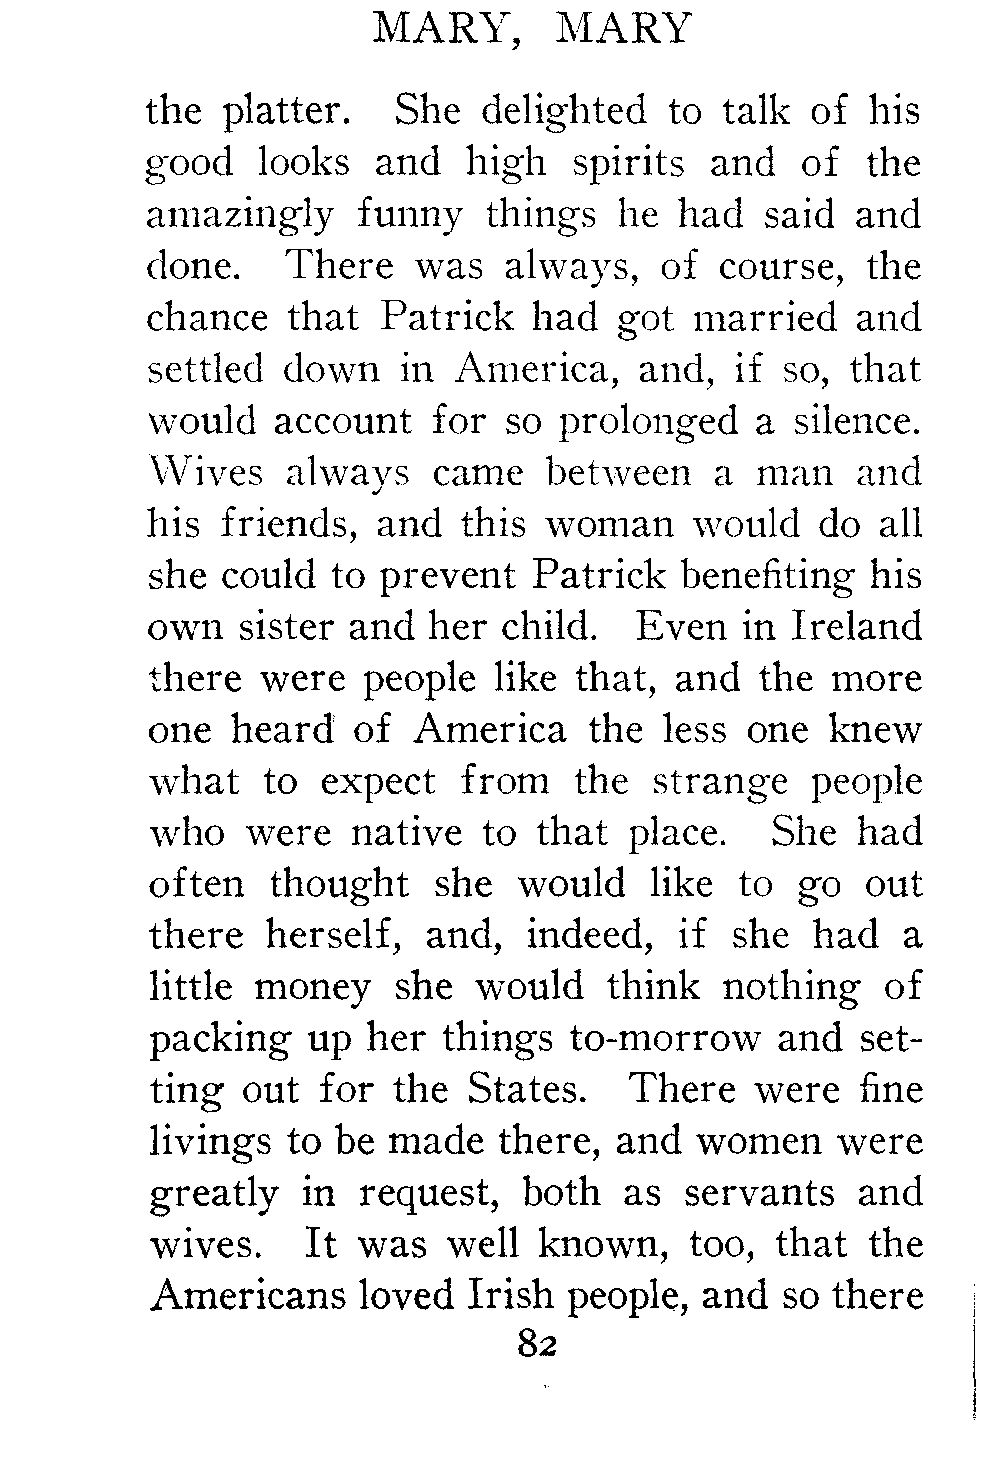 MARY, MARY
the platter. She delighted to talk of his
good looks and high spirits and of the
amazingly funny things he had said and
done. There was always, of course, the
chance that Patrick had got married and
settled down in America, and, if so, that
would account for so prolonged a silence.
Wives always came between a man and
his friends, and this woman would do all
she could to prevent Patrick benefiting his
own sister and her child. Even in Ireland
there were people like that, and the more
one heard of America the less one knew
what to expect from the strange people
who were native to that place. She had
often thought she would like to go out
there herself, and, indeed, if she had a
little money she would think nothing of
packing up her things to-morrow and set-
ting out for the States. There were fine
livings to be made there, and women were
greatly in request, both as servants and
wives. It was well known, too, that the
Americans loved Irish people, and so there
82